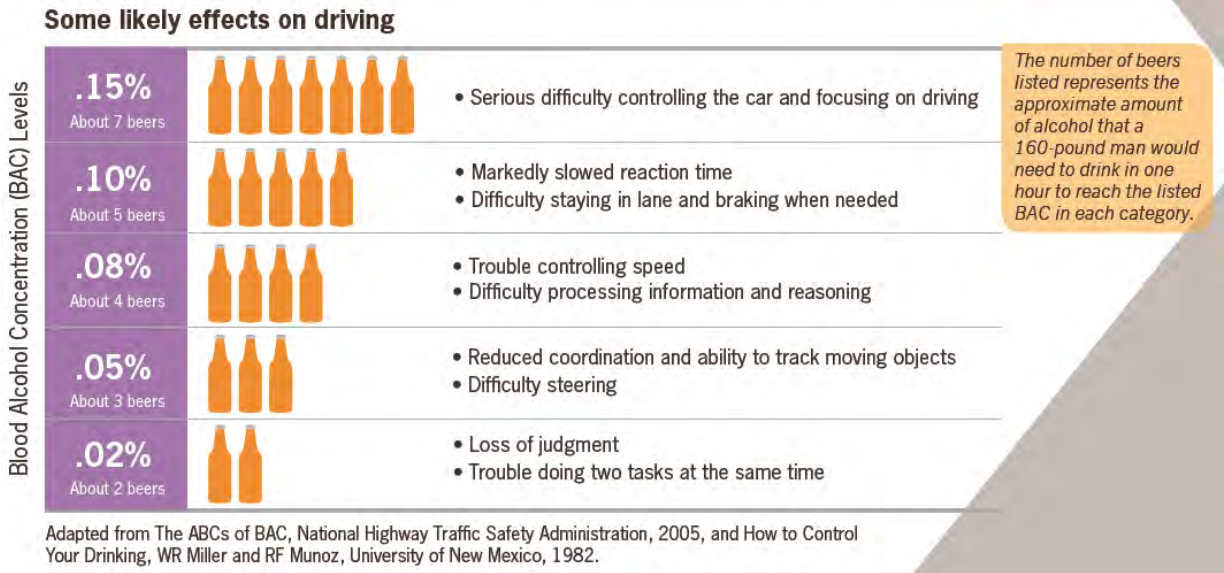 Some likely effects on driving
Blood Alcohol Concentration (BAC) Levels
.15%
About 7 beers
• Serious difficulty controlling the car and focusing on driving
.10%
About 5 beers
• Markedly slowed reaction time
• Difficulty staying in lane and braking when needed
.08%
About 4 beers
• Trouble controlling speed
• Difficulty processing information and reasoning
.05%
About 3 beers
• Reduced coordination and ability to track moving objects
• Difficulty steering
.02%
About 2 beers
• Loss of judgment
• Trouble doing two tasks at the same time
The number of beers
listed represents the
approximate amount
of alcohol that a
160-pound man would
need to drink in one
hour to reach the listed
BAC in each category.
Adapted from The ABCs of BAC, National Highway Traffic Safety Administration, 2005, and How to Control
Your Drinking, WR Miller and RF Munoz, University of New Mexico, 1982.